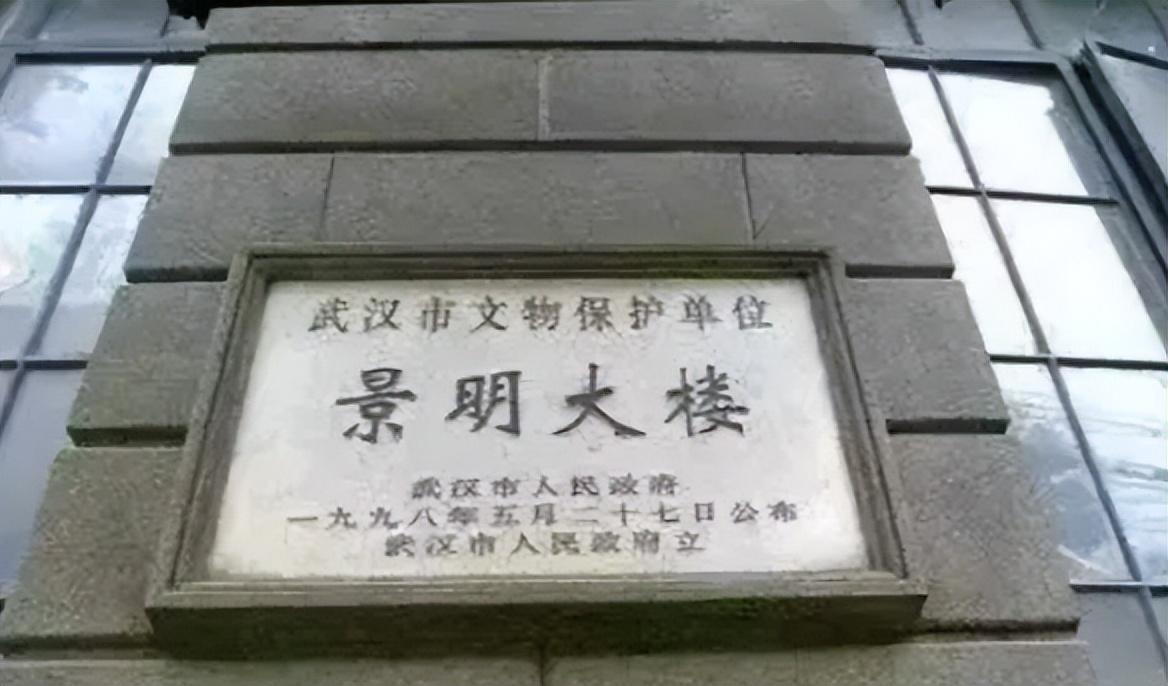 武汉市文物保护单位
景明大楼
武汉市人民政府
一九九八年五月二十七日公布
武汉市人民政府立